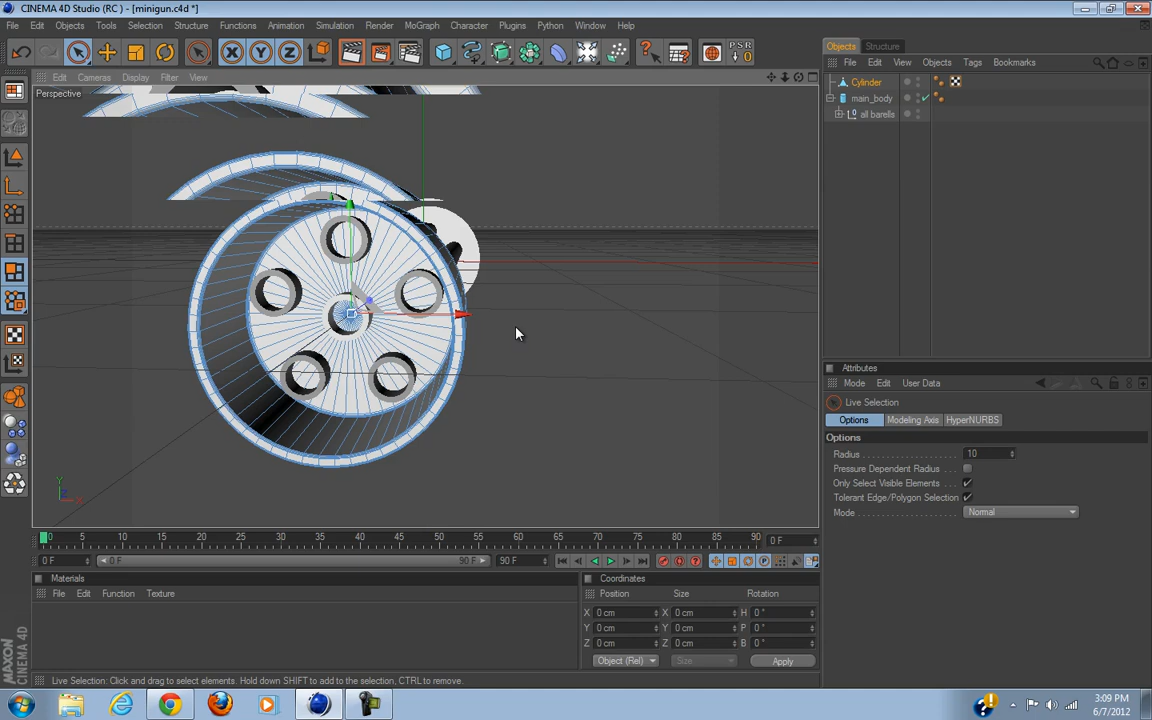 CINEMA 4D Studio (RC ) - [minigun.c4d *]
File Edit Objects Tools Selection Structure Functions Animation Simulation Render MoGraph Character Plugins Python Window Help
X Y Z PSR 0
Objects Structure
File Edit View Objects Tags Bookmarks
Cylinder
main_body
all barells
Edit Cameras Display Filter View
Perspective
Y X
Attributes
Mode Edit User Data
Live Selection
Options Modeling Axis HyperNURBS
Options
Radius 10
Pressure Dependent Radius
Only Select Visible Elements
Tolerant Edge/Polygon Selection
Mode Normal
0 5 10 15 20 25 30 35 40 45 50 55 60 65 70 75 80 85 90 0 F
0 F 0 F 90 F 90 F
Materials
File Edit Function Texture
Coordinates
Position Size Rotation
X 0 cm X 0 cm H 0 °
Y 0 cm Y 0 cm P 0 °
Z 0 cm Z 0 cm B 0 °
Object (Rel) Size Apply
MAXON
CINEMA 4D
Live Selection: Click and drag to select elements. Hold down SHIFT to add to the selection, CTRL to remove.
3:09 PM
6/7/2012